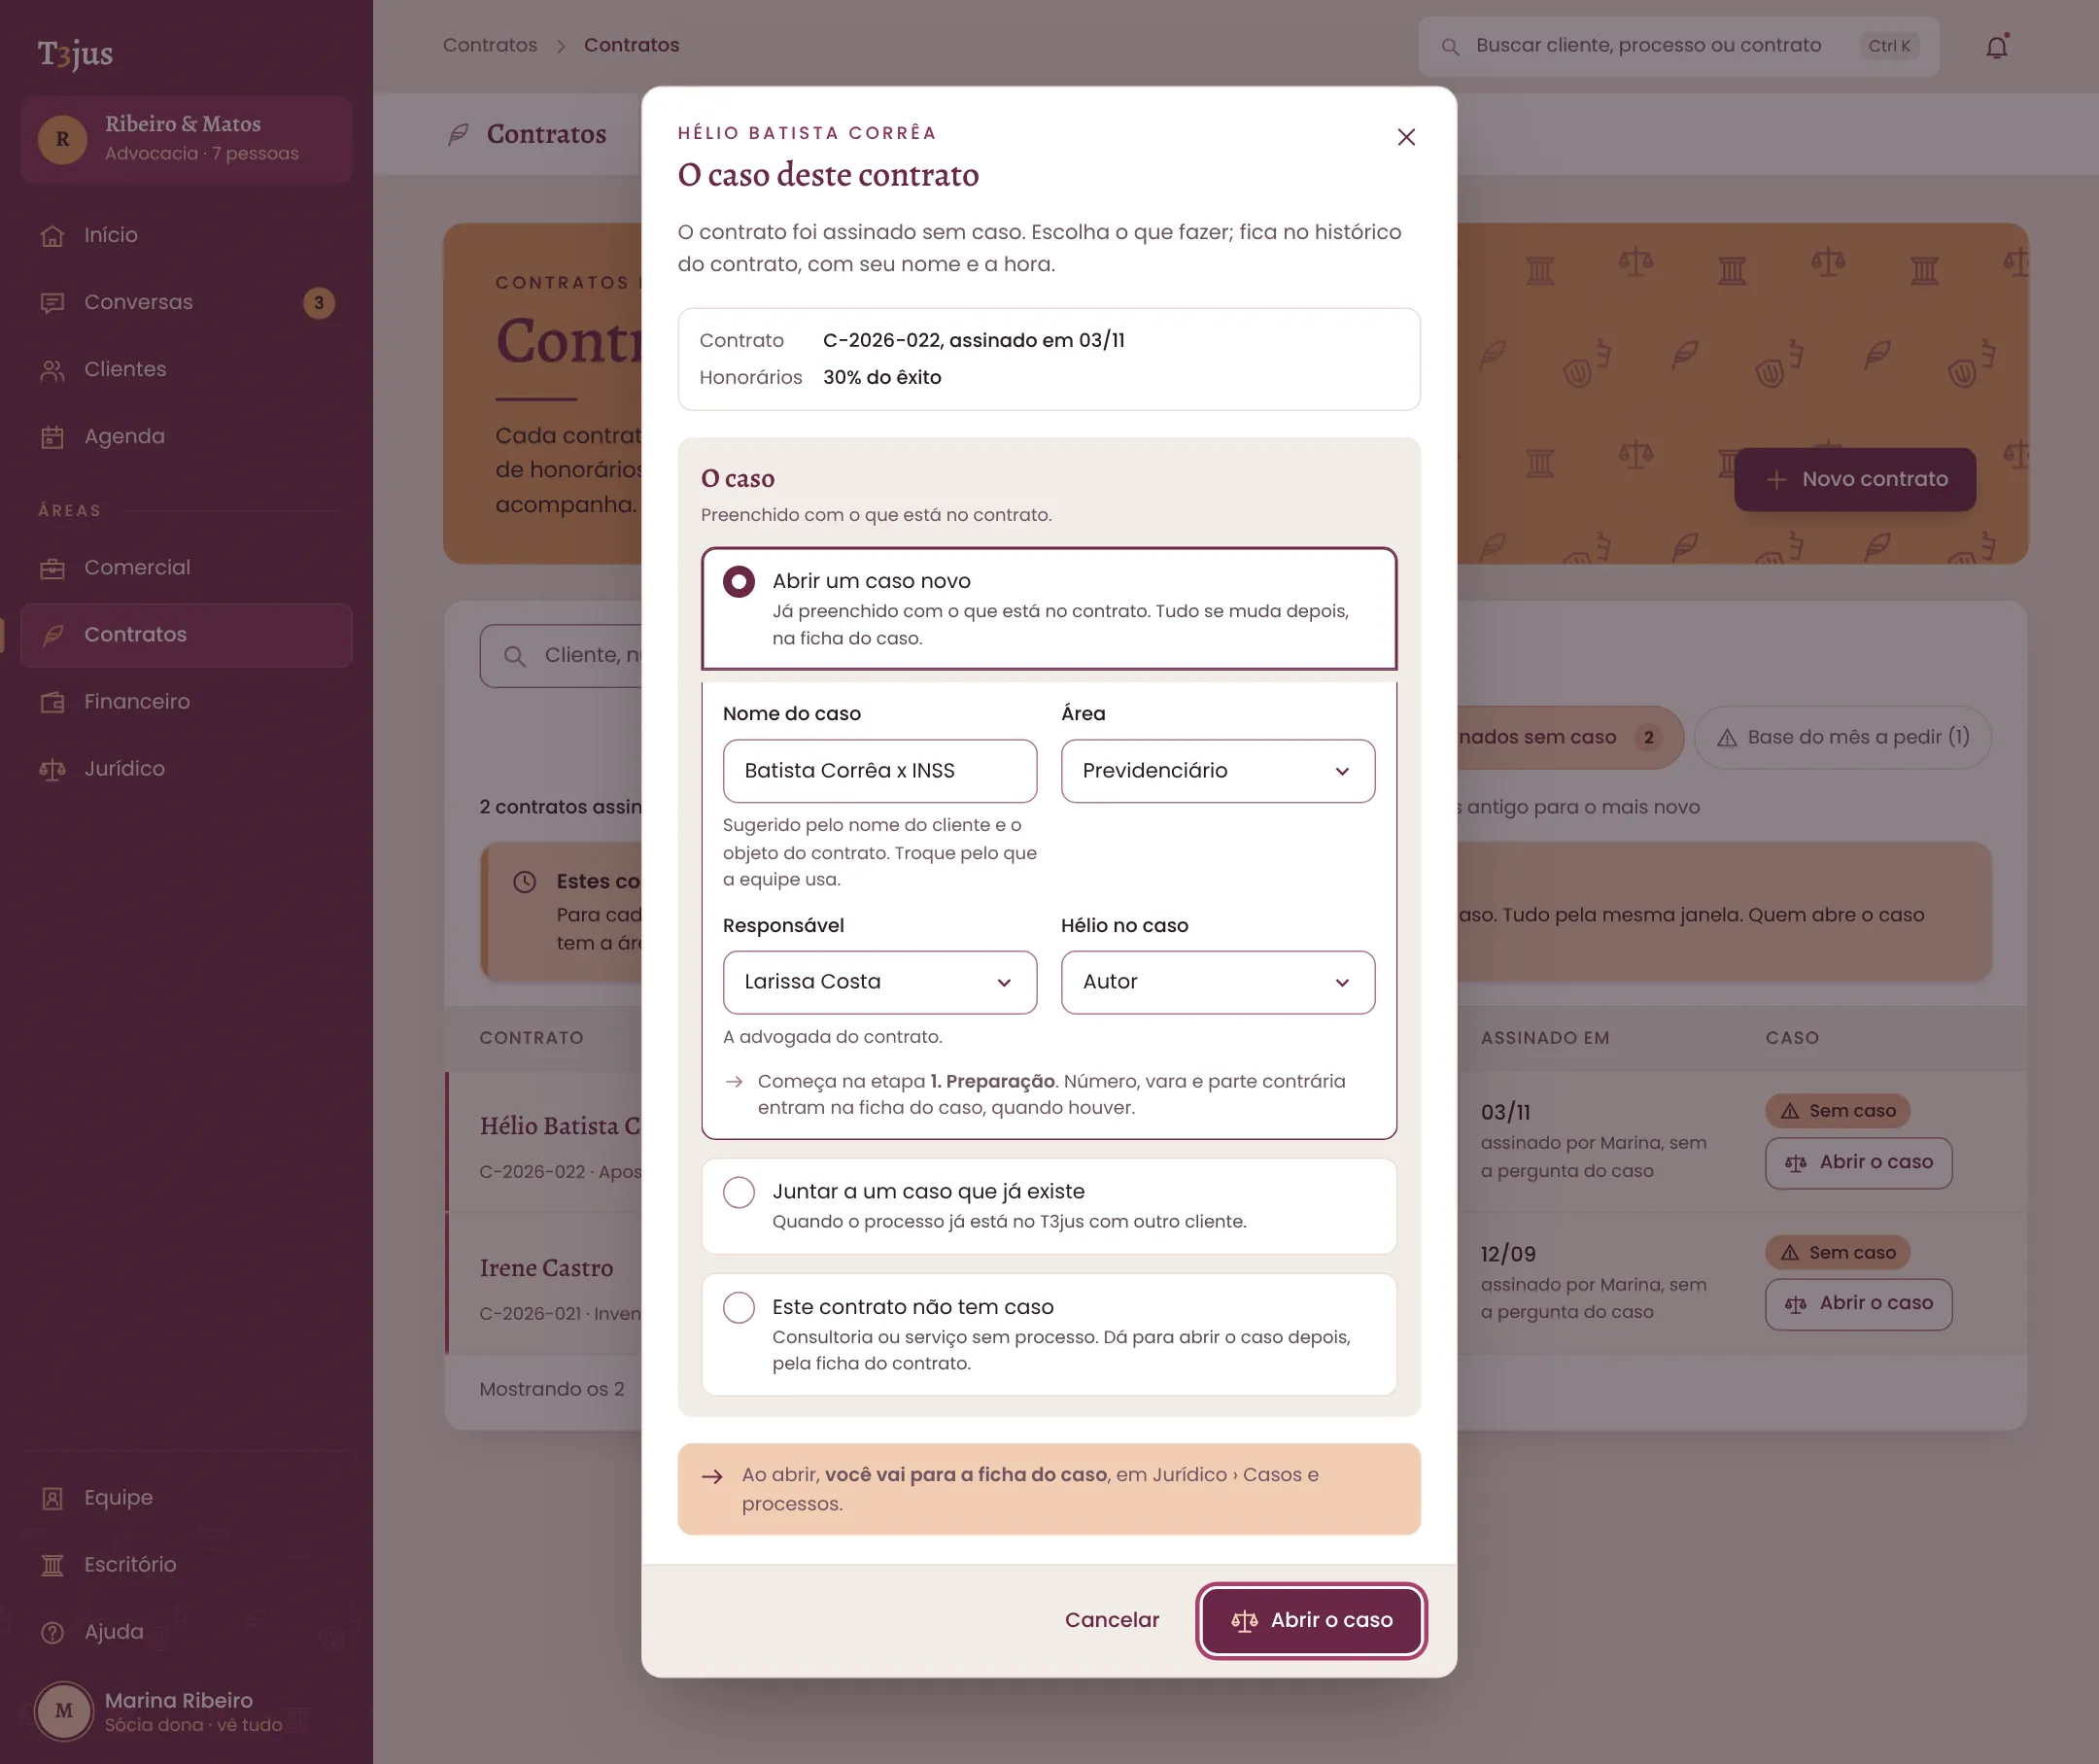 T3jus
R
Ribeiro & Matos
Advocacia · 7 pessoas
Início
Conversas
3
Clientes
Agenda
ÁREAS
Comercial
Contratos
Financeiro
Jurídico
Equipe
Escritório
Ajuda
M
Marina Ribeiro
Sócia dona · vê tudo
Contratos
Contratos
Buscar cliente, processo ou contrato
Ctrl K
Contratos
CONTRATOS
Cada contrat
de honorários
acompanha.
Novo contrato
Cliente, n
nados sem caso
2
Base do mês a pedir (1)
2 contratos assin
s antigo para o mais novo
Estes co
Para cad
aso. Tudo pela mesma janela. Quem abre o caso
tem a áre
CONTRATO
ASSINADO EM
CASO
Hélio Batista C
C-2026-022 · Apos
03/11
assinado por Marina, sem
a pergunta do caso
Sem caso
Abrir o caso
Irene Castro
C-2026-021 · Inven
12/09
assinado por Marina, sem
a pergunta do caso
Sem caso
Abrir o caso
Mostrando os 2
HÉLIO BATISTA CORRÊA
O caso deste contrato
O contrato foi assinado sem caso. Escolha o que fazer; fica no histórico
do contrato, com seu nome e a hora.
Contrato
C-2026-022, assinado em 03/11
Honorários
30% do êxito
O caso
Preenchido com o que está no contrato.
Abrir um caso novo
Já preenchido com o que está no contrato. Tudo se muda depois,
na ficha do caso.
Nome do caso
Área
Batista Corrêa x INSS
Previdenciário
Sugerido pelo nome do cliente e o
objeto do contrato. Troque pelo que
a equipe usa.
Responsável
Hélio no caso
Larissa Costa
Autor
A advogada do contrato.
Começa na etapa 1. Preparação. Número, vara e parte contrária
entram na ficha do caso, quando houver.
Juntar a um caso que já existe
Quando o processo já está no T3jus com outro cliente.
Este contrato não tem caso
Consultoria ou serviço sem processo. Dá para abrir o caso depois,
pela ficha do contrato.
Ao abrir, você vai para a ficha do caso, em Jurídico › Casos e
processos.
Cancelar
Abrir o caso